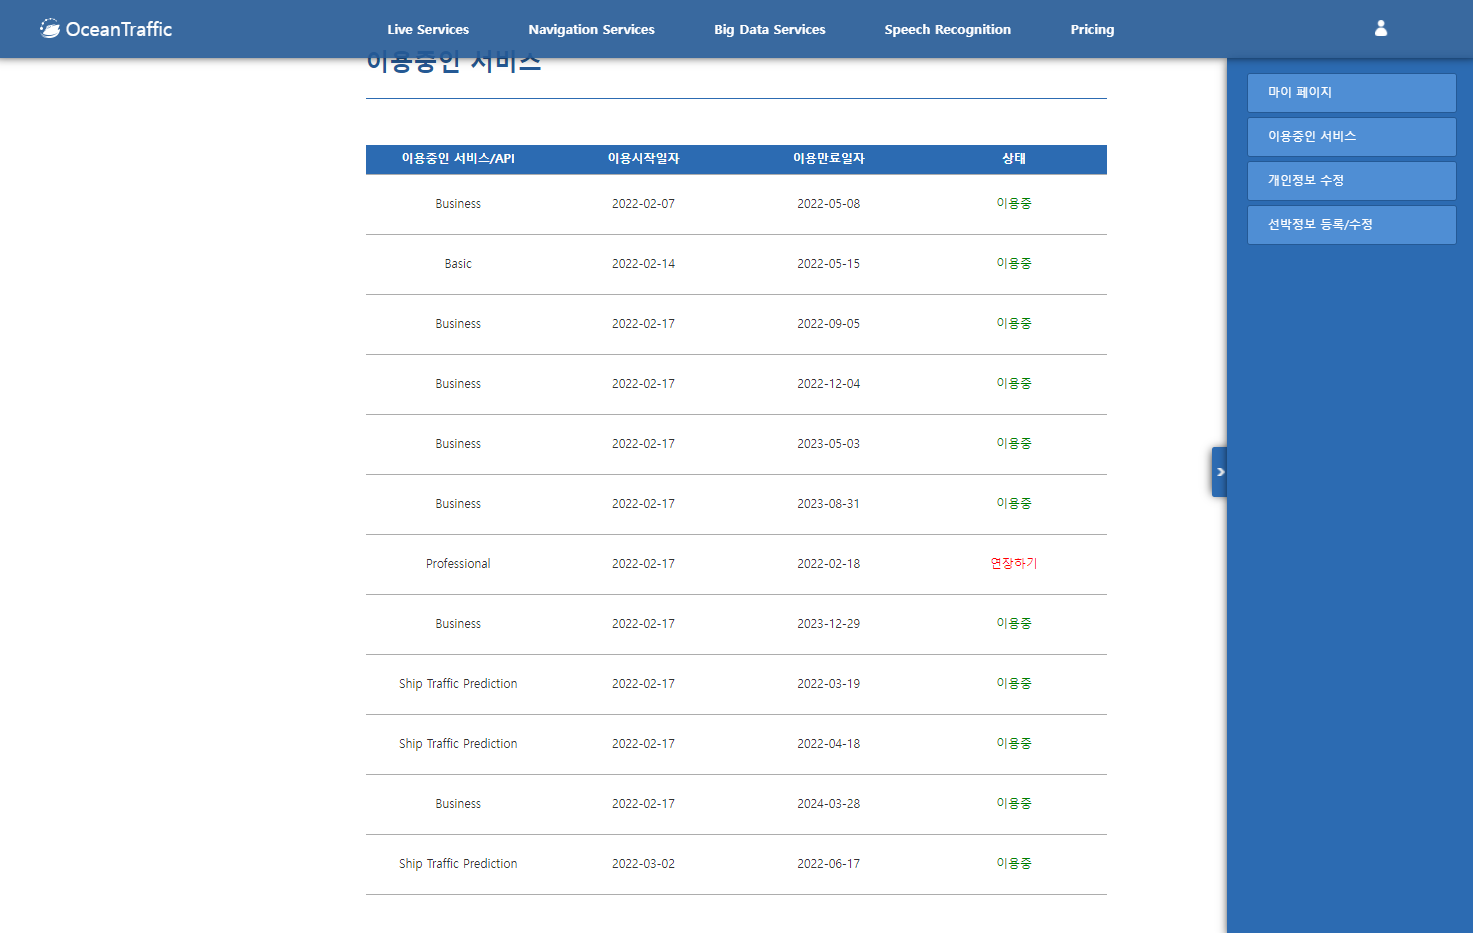 OceanTraffic Live Services Navigation Services Big Data Services Speech Recognition Pricing
이용중인 서비스
이용중인 서비스/API 이용시작일자 이용만료일자 상태
Business 2022-02-07 2022-05-08 이용중
Basic 2022-02-14 2022-05-15 이용중
Business 2022-02-17 2022-09-05 이용중
Business 2022-02-17 2022-12-04 이용중
Business 2022-02-17 2023-05-03 이용중
Business 2022-02-17 2023-08-31 이용중
Professional 2022-02-17 2022-02-18 연장하기
Business 2022-02-17 2023-12-29 이용중
Ship Traffic Prediction 2022-02-17 2022-03-19 이용중
Ship Traffic Prediction 2022-02-17 2022-04-18 이용중
Business 2022-02-17 2024-03-28 이용중
Ship Traffic Prediction 2022-03-02 2022-06-17 이용중
마이 페이지
이용중인 서비스
개인정보 수정
선박정보 등록/수정